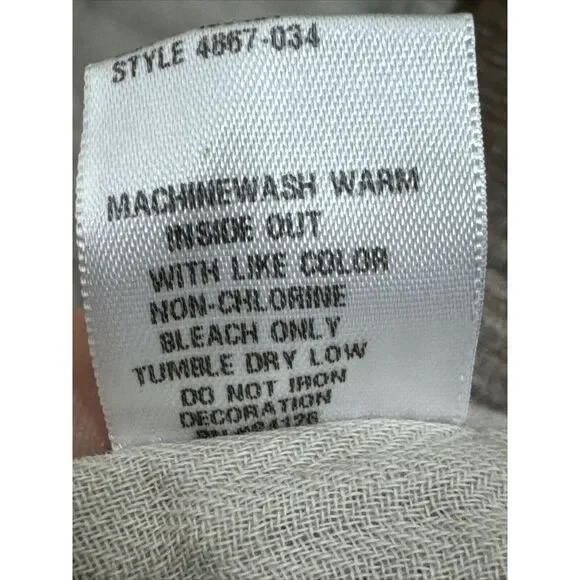 STYLE 4867-034
MACHINEWASH WARM
INSIDE OUT
WITH LIKE COLOR
NON-CHLORINE
BLEACH ONLY
TUMBLE DRY LOW
DO NOT IRON
DECORATION